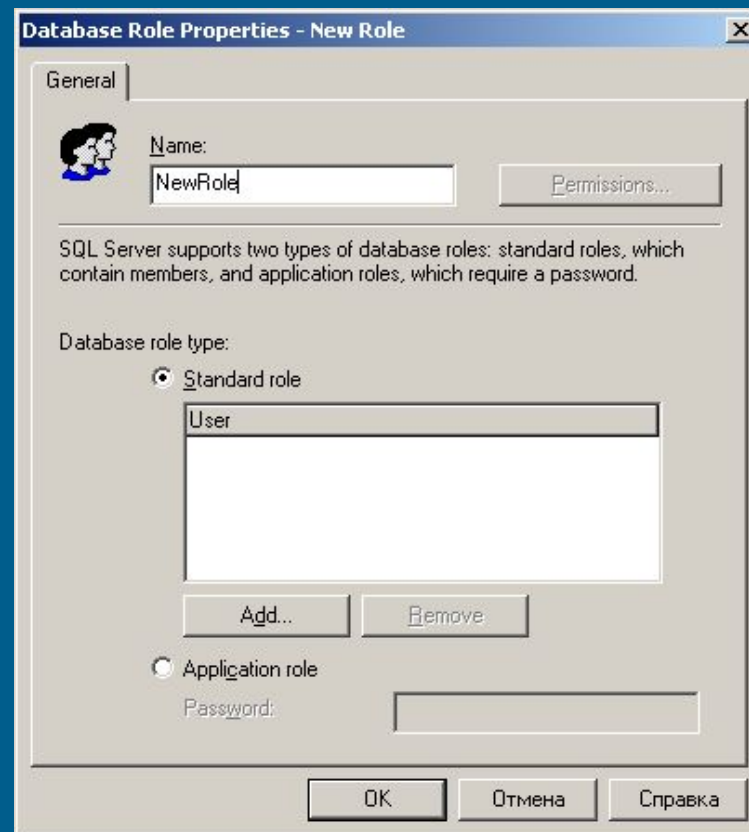 Database Role Properties - New Role
General
Name:
NewRole
Permissions...
SQL Server supports two types of database roles: standard roles, which
contain members, and application roles, which require a password.
Database role type:
Standard role
User
Add...
Remove
Application role
Password:
OK
Отмена
Справка